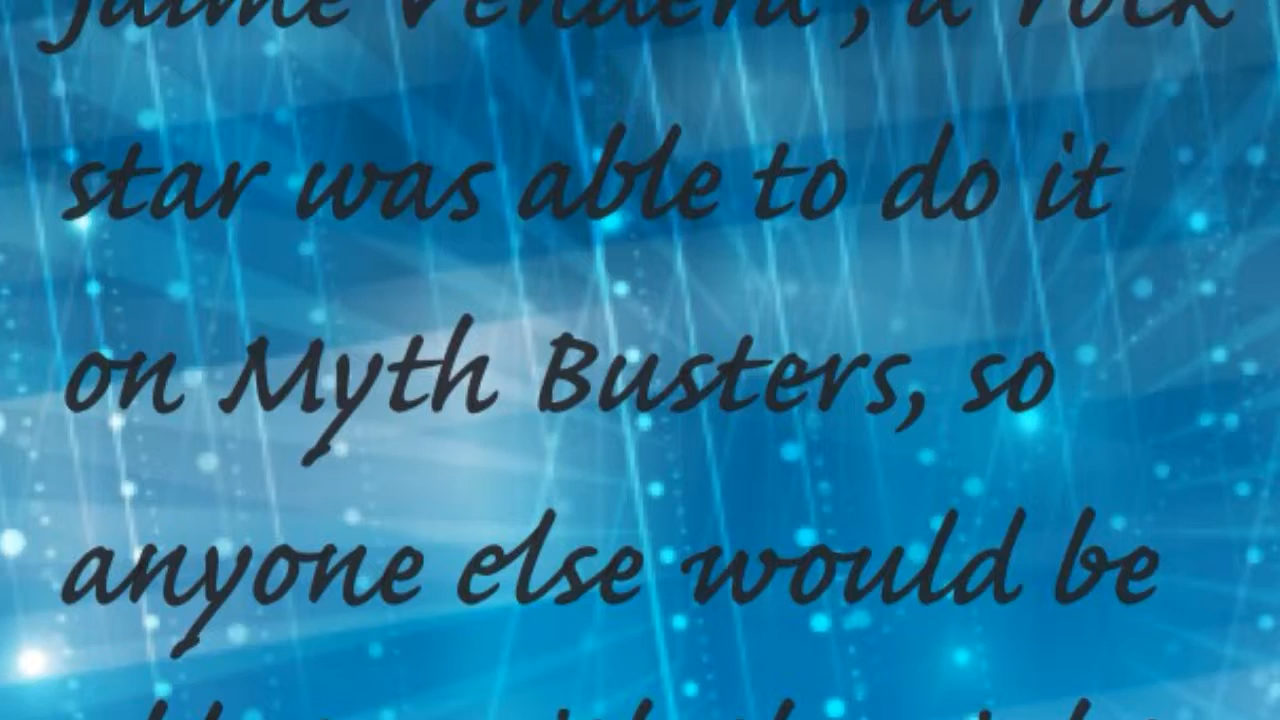 Jaime Vendera, a rock
star was able to do it
on Myth Busters, so
anyone else would be